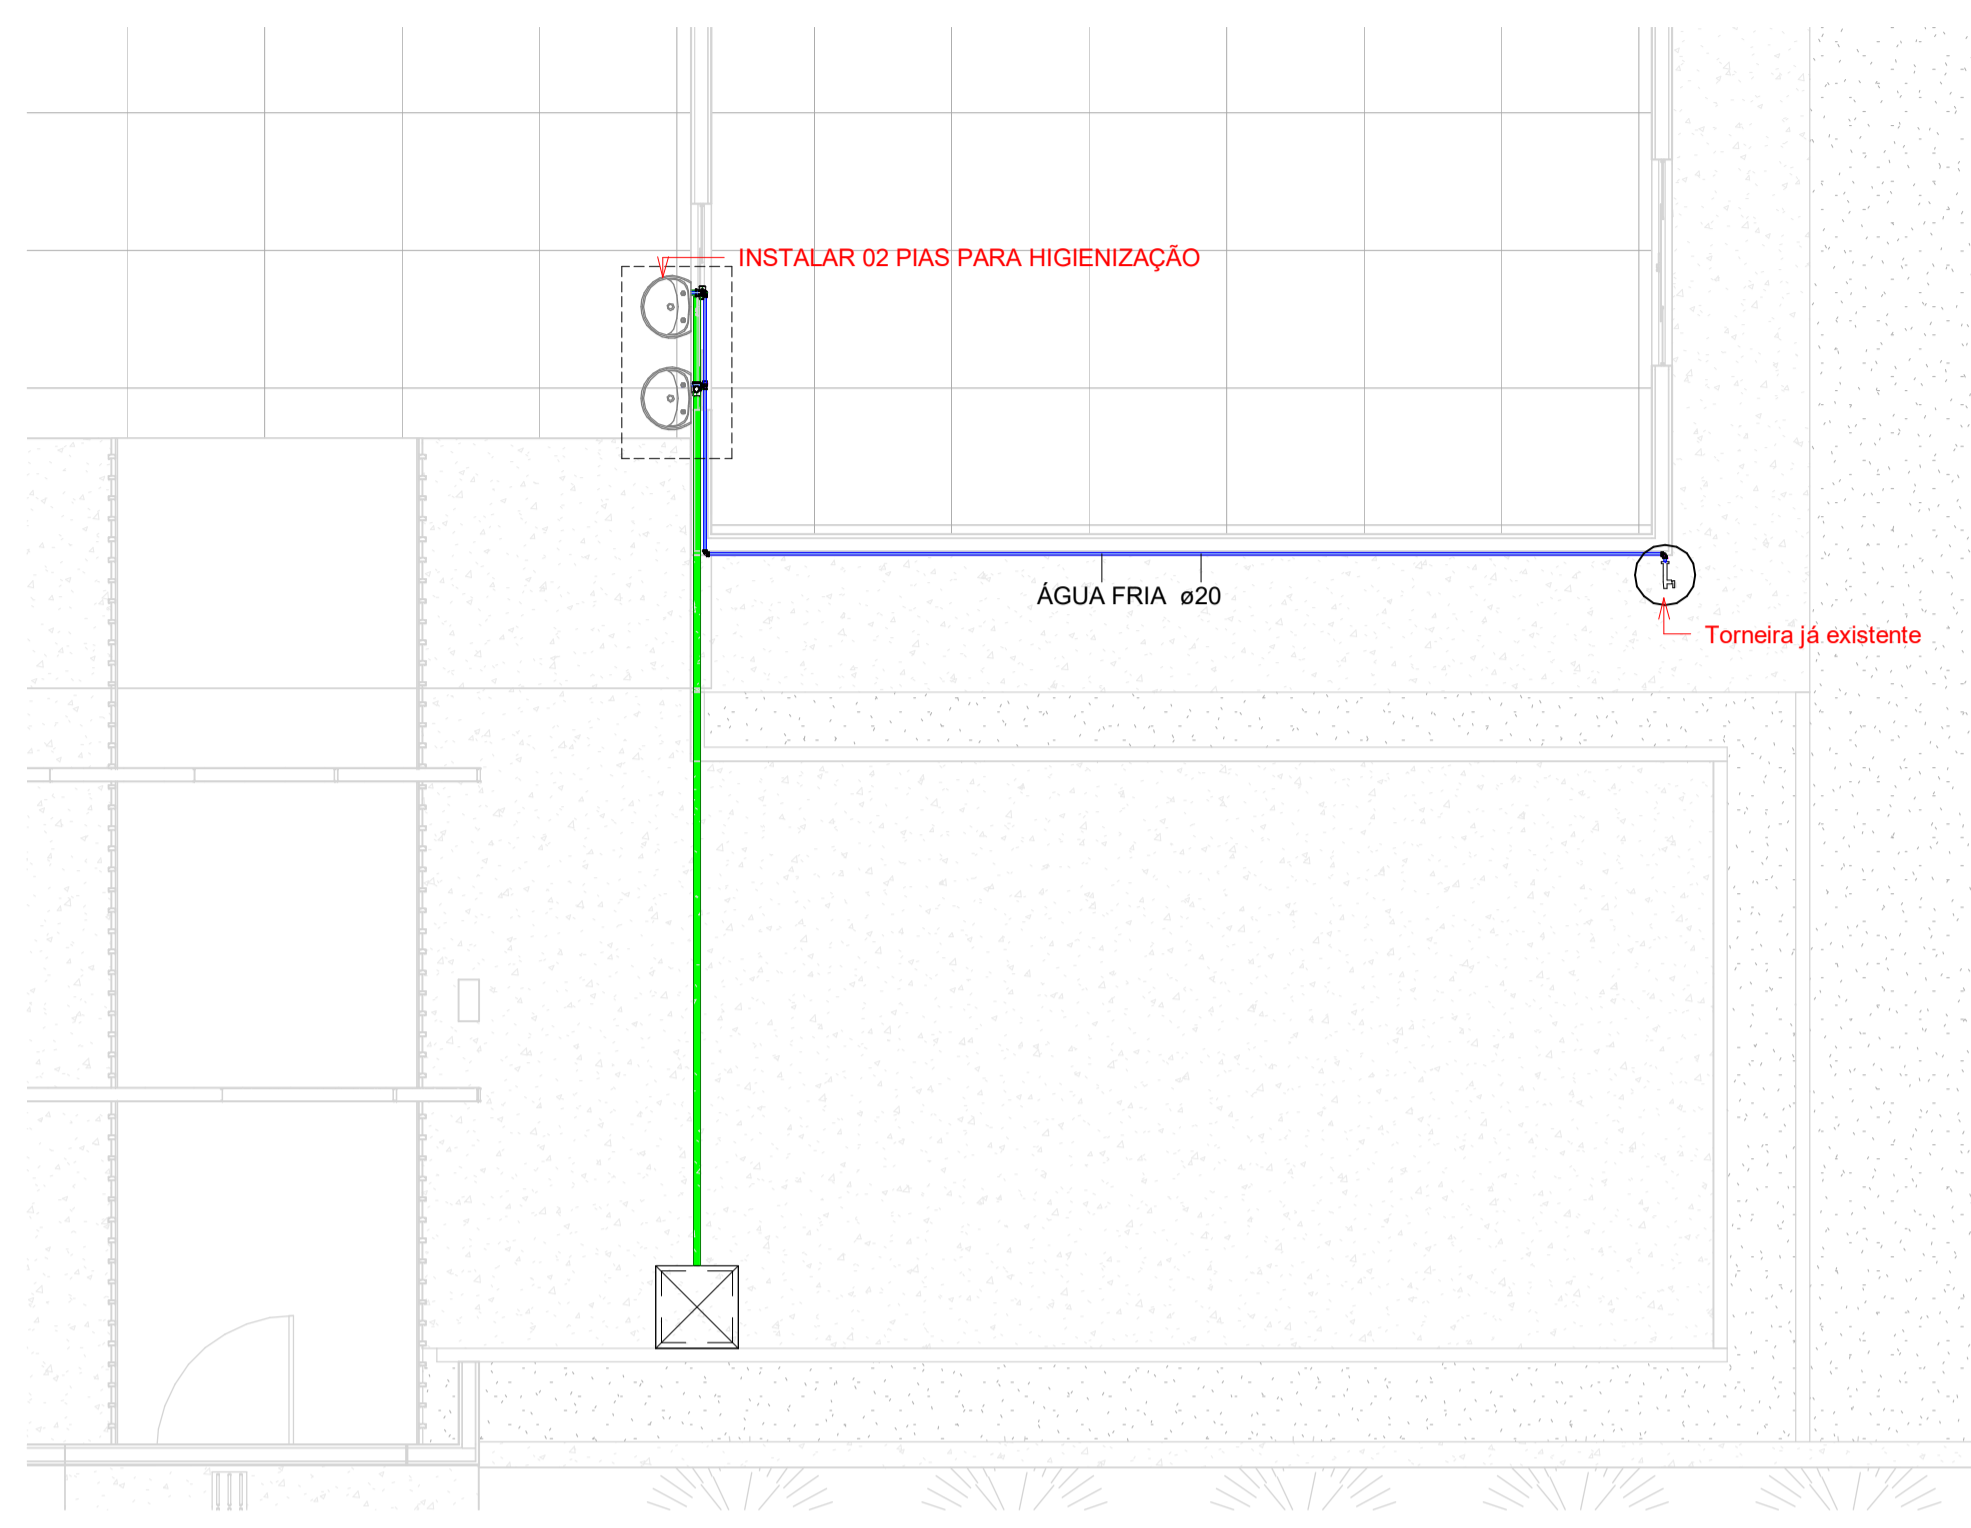 INSTALAR 02 PIAS PARA HIGIENIZAÇÃO
ÁGUA FRIA ø20
Torneira já existente